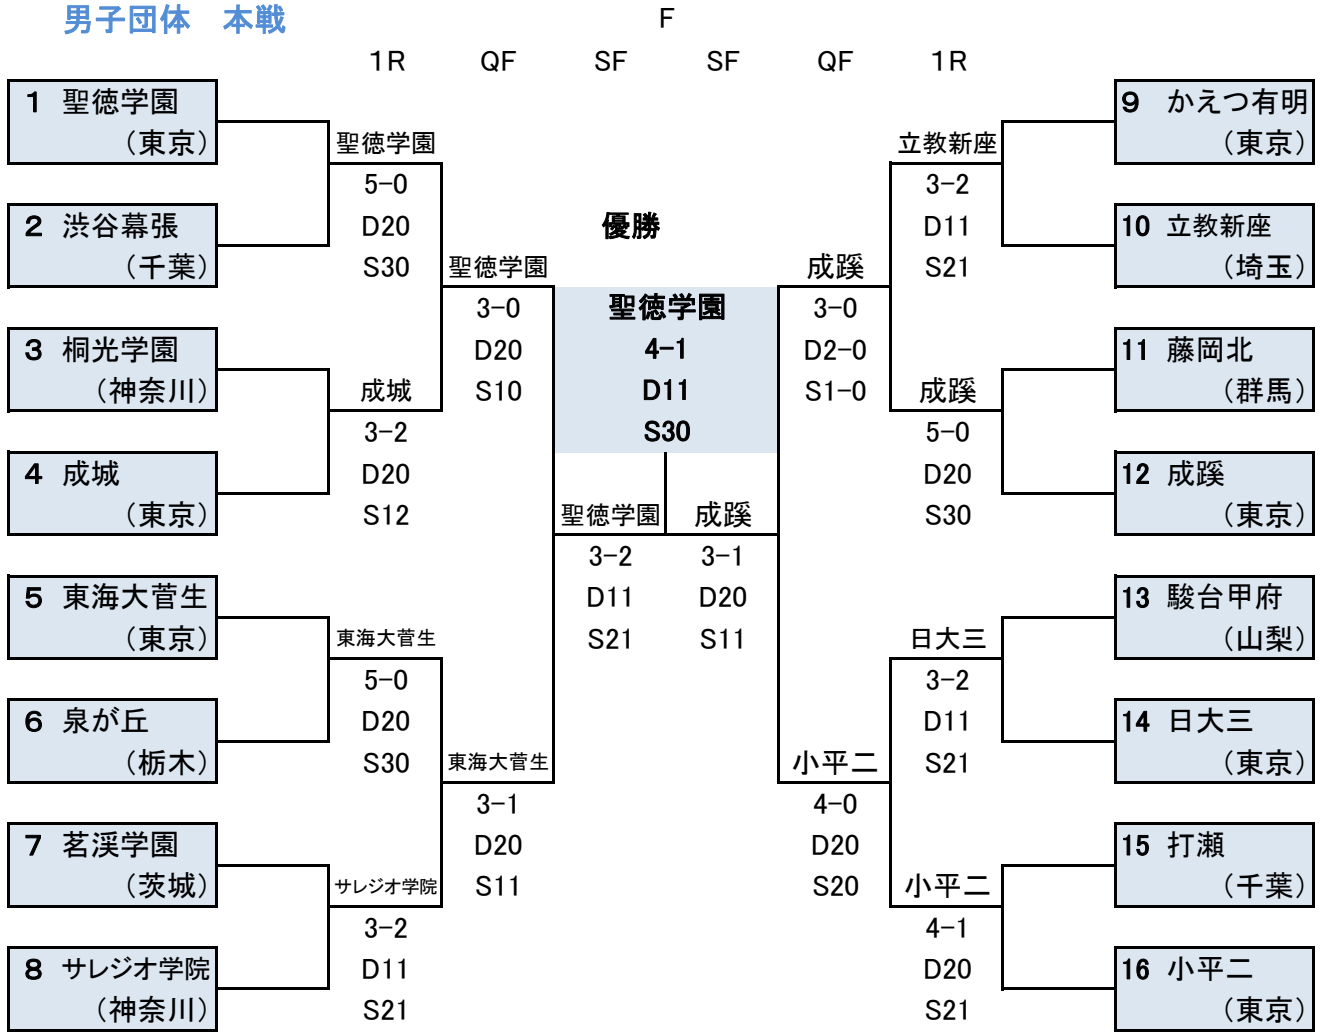 男子団体　本戦
F
1R QF SF SF QF 1R
1 聖徳学園
（東京）
2 渋谷幕張
（千葉）
3 桐光学園
（神奈川）
4 成城
（東京）
5 東海大菅生
（東京）
6 泉が丘
（栃木）
7 茗渓学園
（茨城）
8 サレジオ学院
（神奈川）
聖徳学園
5-0
D20
S30
成城
3-2
D20
S12
東海大菅生
5-0
D20
S30
サレジオ学院
3-2
D11
S21
聖徳学園
3-0
D20
S10
東海大菅生
3-1
D20
S11
優勝
聖徳学園
4-1
D11
S30
聖徳学園
3-2
D11
S21
成蹊
3-1
D20
S11
成蹊
3-0
D2-0
S1-0
小平二
4-0
D20
S20
立教新座
3-2
D11
S21
成蹊
5-0
D20
S30
日大三
3-2
D11
S21
小平二
4-1
D20
S21
9 かえつ有明
（東京）
10 立教新座
（埼玉）
11 藤岡北
（群馬）
12 成蹊
（東京）
13 駿台甲府
（山梨）
14 日大三
（東京）
15 打瀬
（千葉）
16 小平二
（東京）